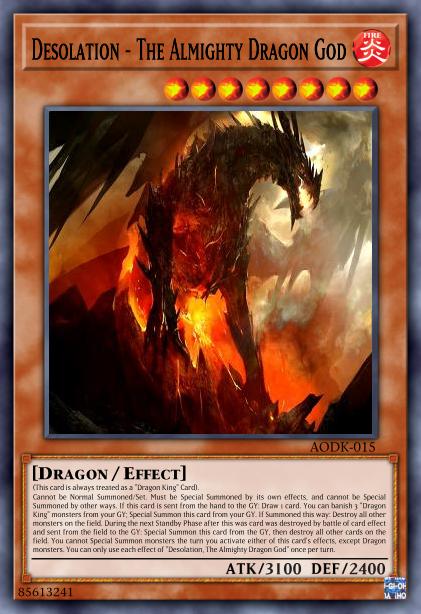 Desolation - The Almighty Dragon God
FIRE
炎
AODK-015
[Dragon / Effect]
(This card is always treated as a "Dragon King" Card).
Cannot be Normal Summoned/Set. Must be Special Summoned by its own effects, and cannot be Special
Summoned by other ways. If this card is sent from the hand to the GY: Draw 1 card. You can banish 3 "Dragon
King" monsters from your GY; Special Summon this card from your GY. If Summoned this way: Destroy all other
monsters on the field. During the next Standby Phase after this was card was destroyed by battle of card effect
and sent from the field to the GY: Special Summon this card from the GY, then destroy all other cards on the
field. You cannot Special Summon monsters the turn you activate either of this card's effects, except Dragon
monsters. You can only use each effect of "Desolation, The Almighty Dragon God" once per turn.
ATK/3100 DEF/2400
85613241